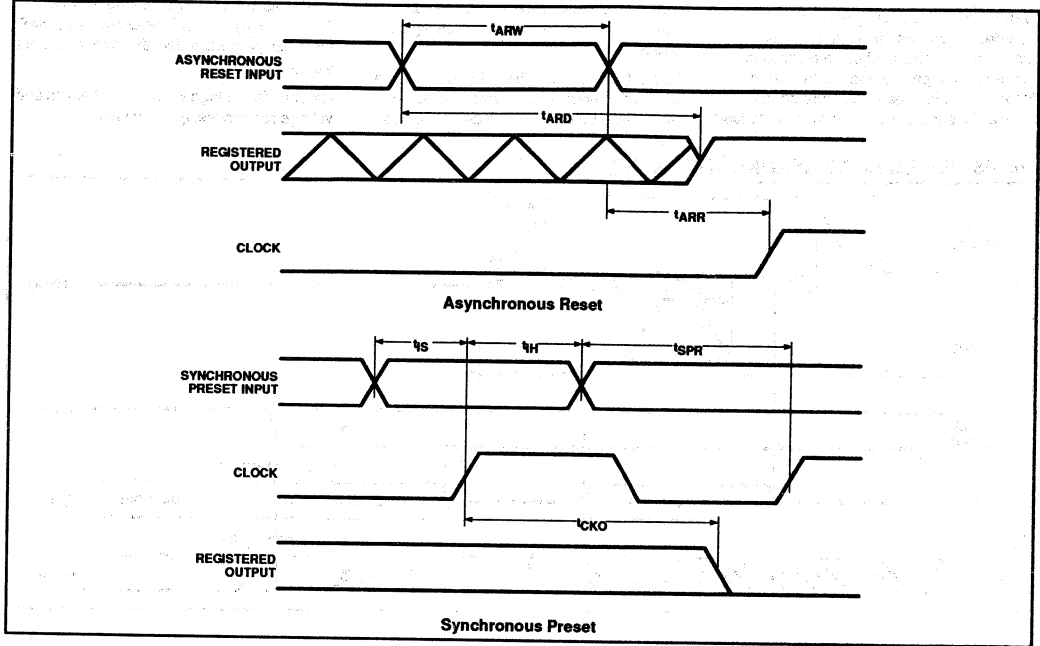 tARW
ASYNCHRONOUS
RESET INPUT
tARD
REGISTERED
OUTPUT
tARR
CLOCK
Asynchronous Reset
tIS
tIH
tSPR
SYNCHRONOUS
PRESET INPUT
CLOCK
tCKO
REGISTERED
OUTPUT
Synchronous Preset